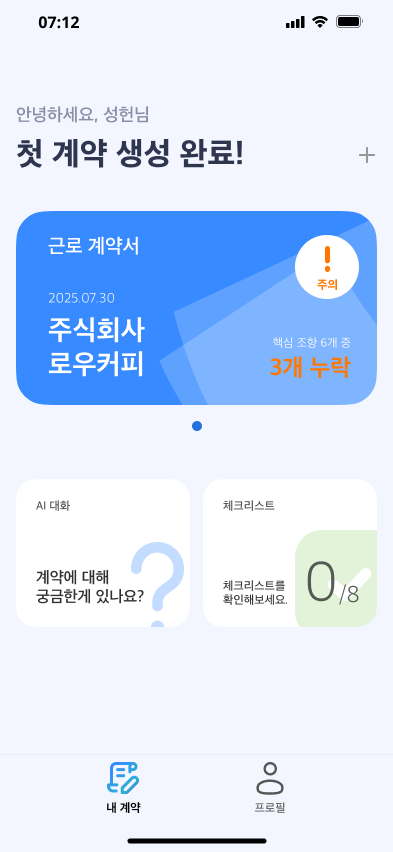 07:12
안녕하세요, 성헌님
첫 계약 생성 완료!
근로 계약서
주의
2025.07.30
주식회사
로우커피
핵심 조항 6개 중
3개 누락
AI 대화
계약에 대해
궁금한게 있나요?
체크리스트
체크리스트를
확인해보세요.
0/8
내 계약
프로필